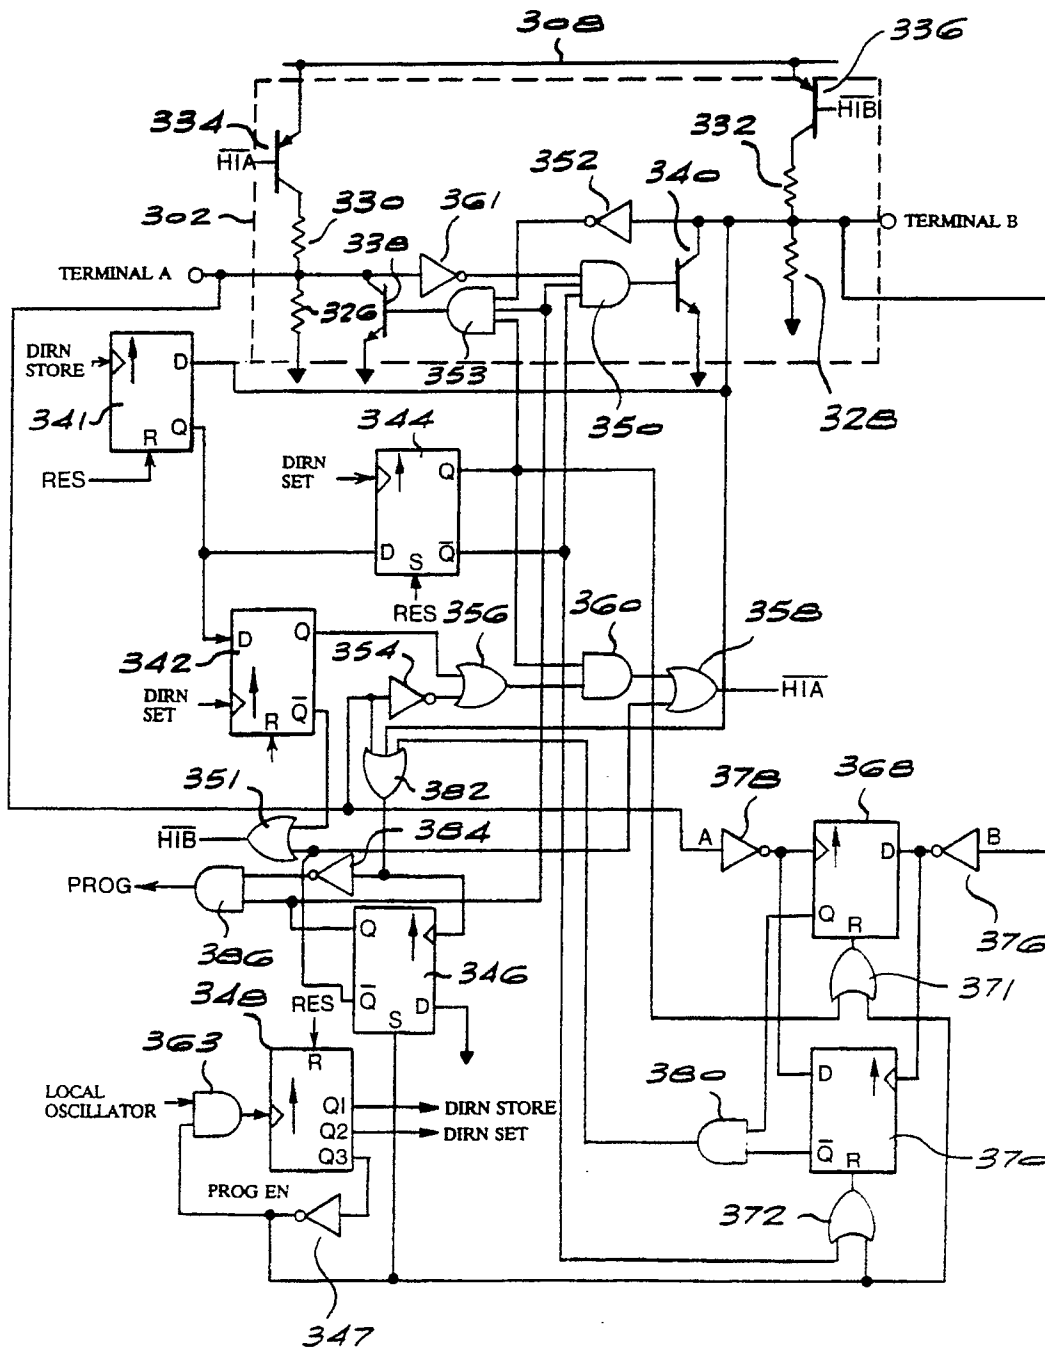 308
336
334
HIB
332
352
340
HIA
302
330
361
338
TERMINAL B
TERMINAL A
326
353
350
328
DIRN
STORE
D
341
Q
R
RES
344
DIRN
SET
Q
D
S
Q
RES
356
360
358
D
Q
342
354
HIA
DIRN
SET
Q
R
351
382
378
368
HIB
384
A
D
B
PROG
Q
Q
R
376
386
346
371
348
RES
Q
D
S
363
R
380
D
LOCAL
OSCILLATOR
Q1
DIRN STORE
Q2
DIRN SET
Q3
Q
R
370
PROG EN
372
347